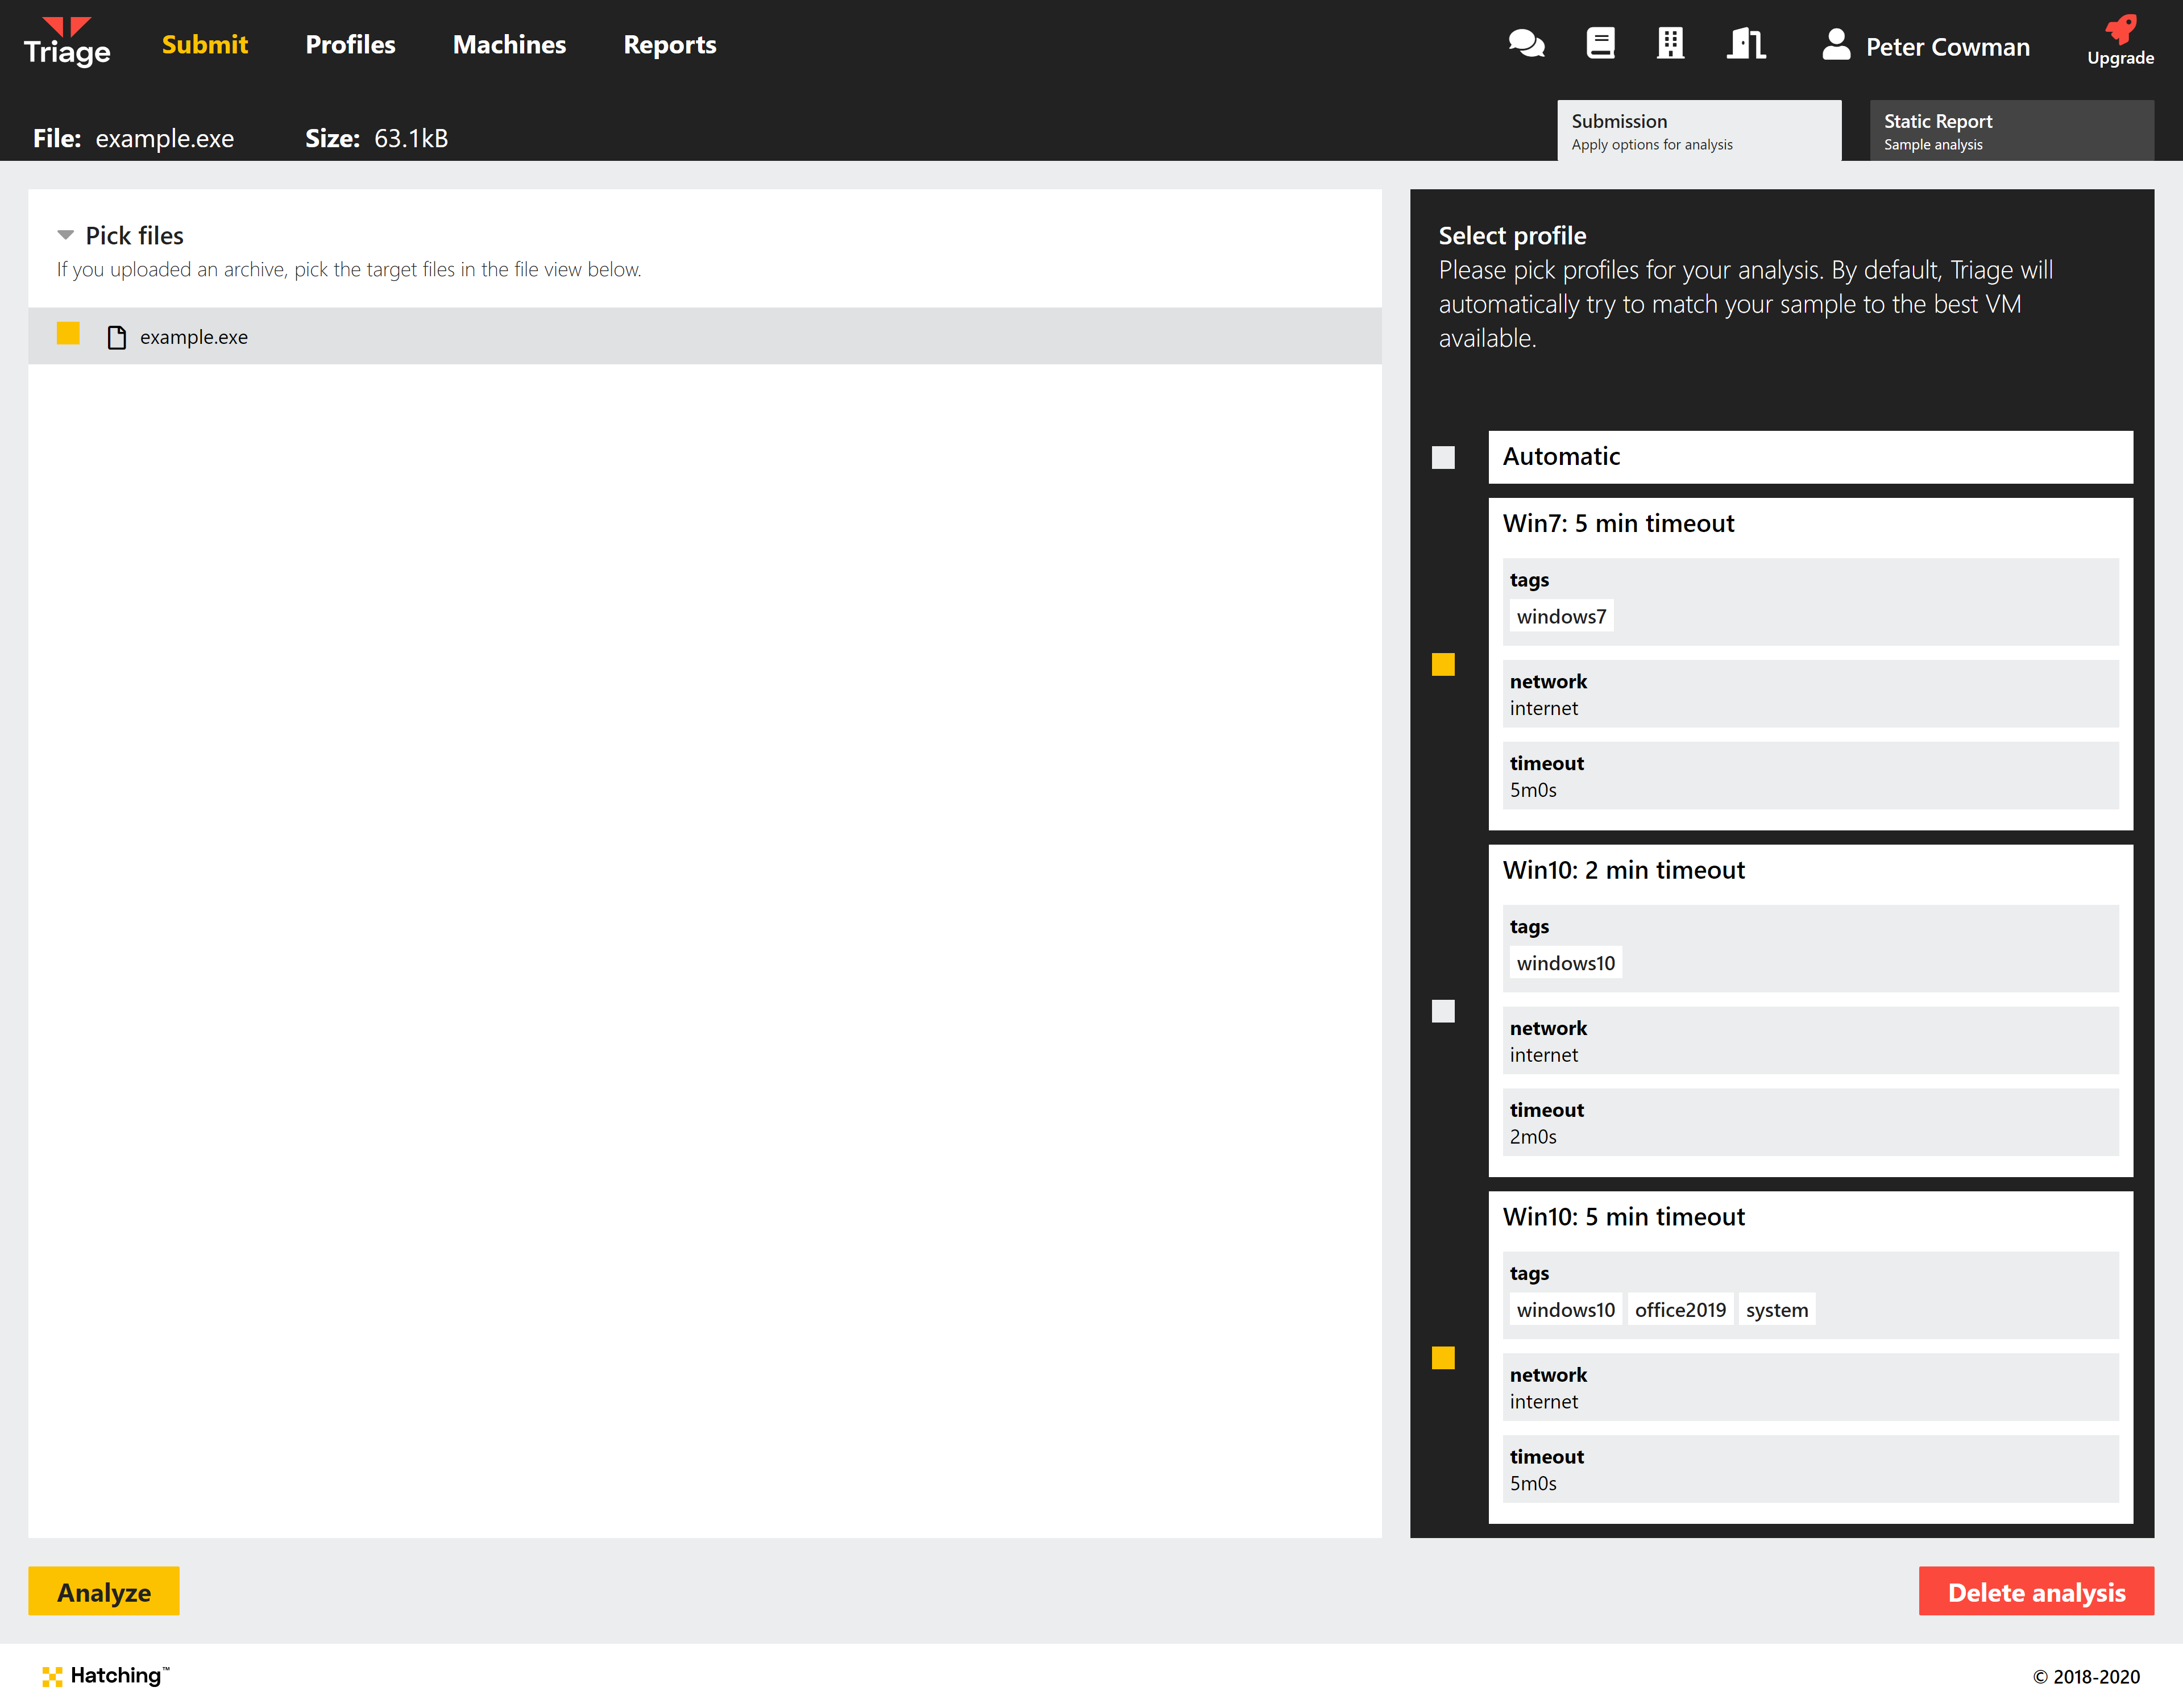 Triage
Submit
Profiles
Machines
Reports
Peter Cowman
Upgrade
File: example.exe
Size: 63.1kB
Submission
Apply options for analysis
Static Report
Sample analysis
Pick files
If you uploaded an archive, pick the target files in the file view below.
example.exe
Select profile
Please pick profiles for your analysis. By default, Triage will
automatically try to match your sample to the best VM
available.
Automatic
Win7: 5 min timeout
tags
windows7
network
internet
timeout
5m0s
Win10: 2 min timeout
tags
windows10
network
internet
timeout
2m0s
Win10: 5 min timeout
tags
windows10 office2019 system
network
internet
timeout
5m0s
Analyze
Delete analysis
Hatching™
© 2018-2020